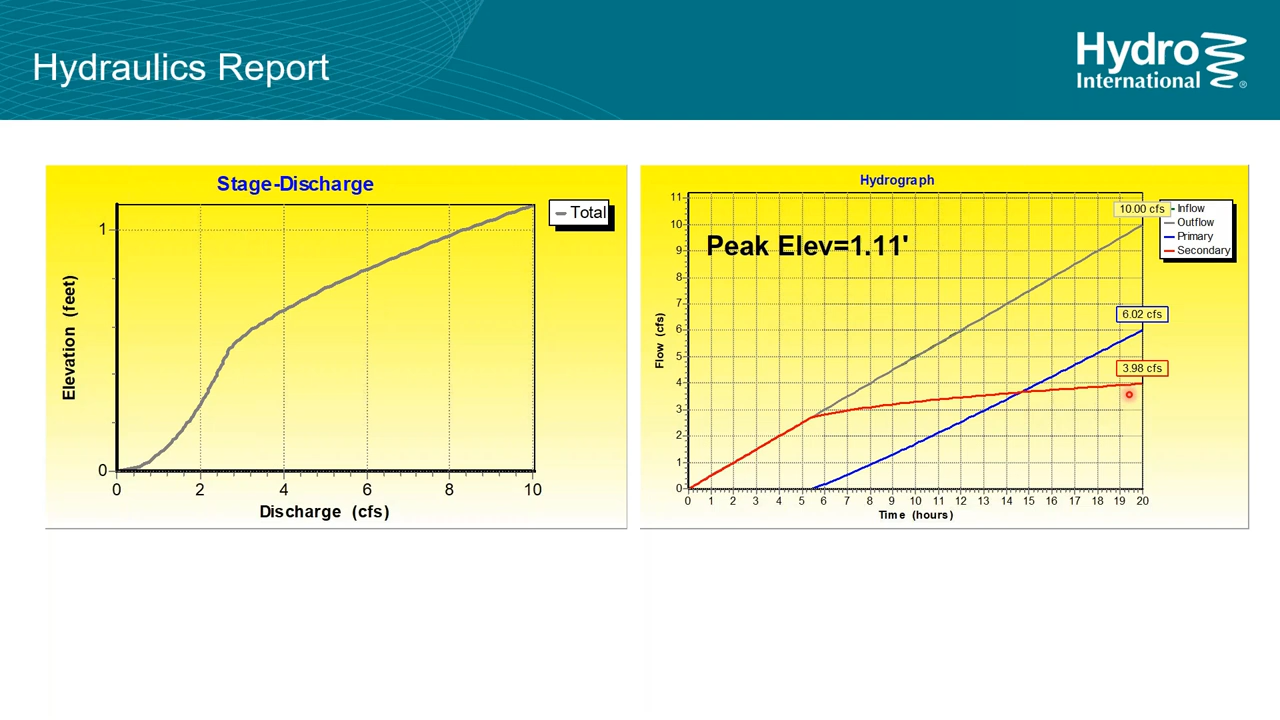 Hydraulics Report
Hydro
International
®
Stage-Discharge
Total
1
0
Elevation (feet)
0 2 4 6 8 10
Discharge (cfs)
Hydrograph
Peak Elev=1.11'
10.00 cfs
Inflow
Outflow
Primary
Secondary
6.02 cfs
3.98 cfs
11
10
9
8
7
6
5
4
3
2
1
0
Flow (cfs)
0 1 2 3 4 5 6 7 8 9 10 11 12 13 14 15 16 17 18 19 20
Time (hours)